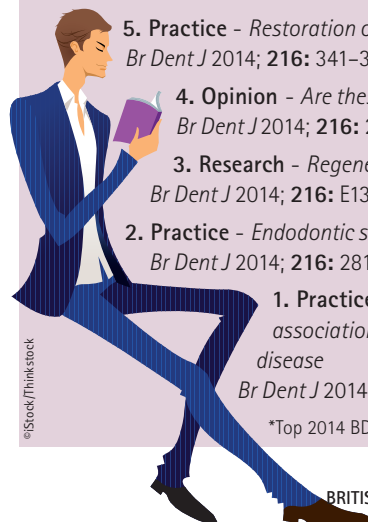 5. Practice - Restoration o
Br Dent J 2014; 216: 341–3
4. Opinion - Are the
Br Dent J 2014; 216:
3. Research - Regene
Br Dent J 2014; 216: E13
2. Practice - Endodontic s
Br Dent J 2014; 216: 281
1. Practice
association
disease
Br Dent J 2014
*Top 2014 BD
©iStock/Thinkstock
BRITIS